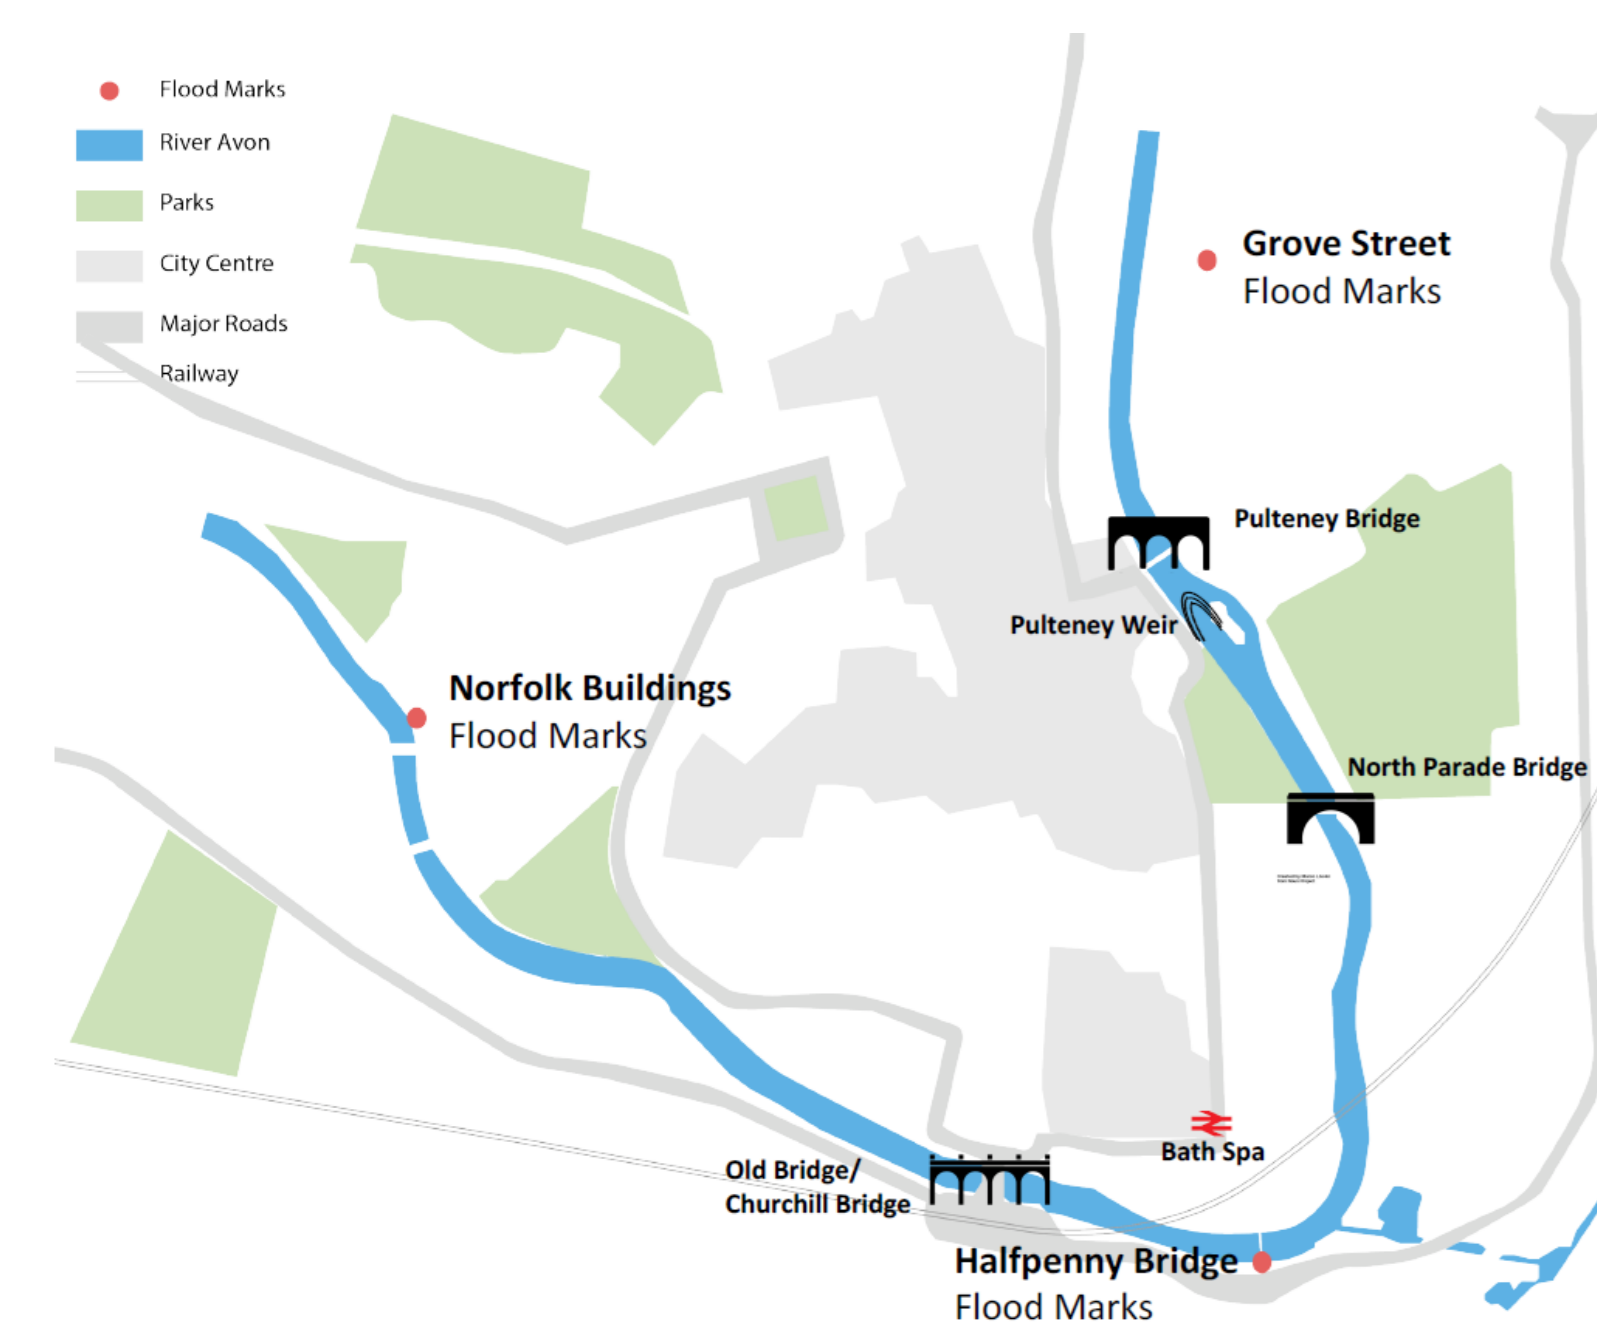 Flood Marks
River Avon
Parks
City Centre
Major Roads
Railway
Grove Street
Flood Marks
Pulteney Bridge
Pulteney Weir
Norfolk Buildings
Flood Marks
North Parade Bridge
Bath Spa
Old Bridge/
Churchill Bridge
Halfpenny Bridge
Flood Marks